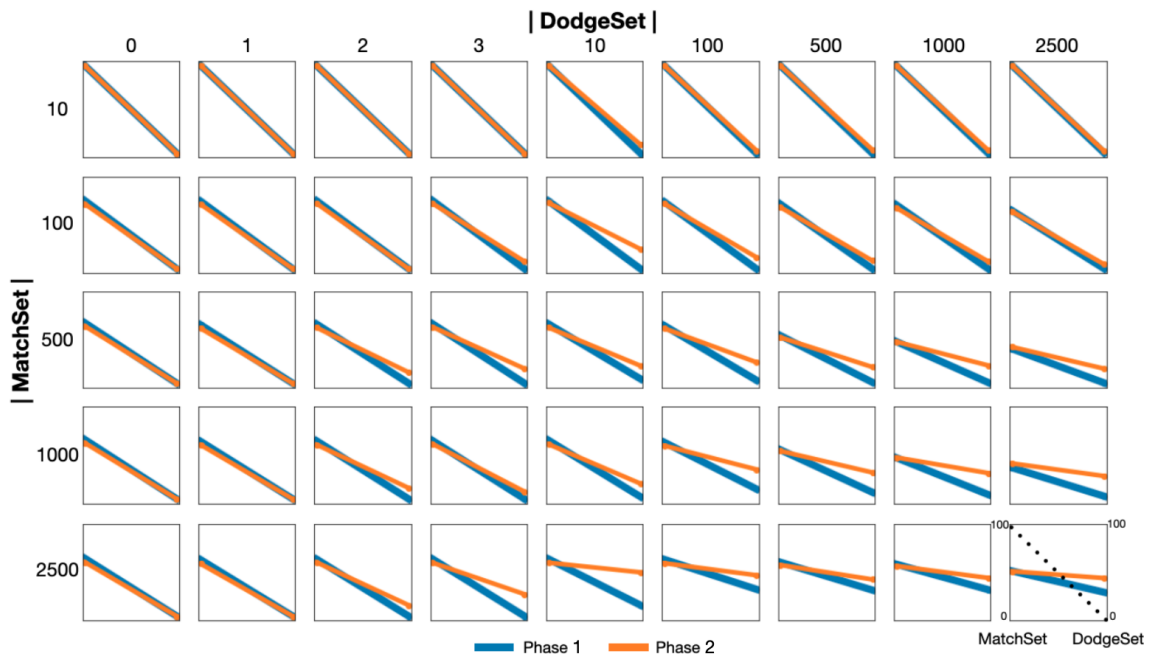 | DodgeSet |
0 1 2 3 10 100 500 1000 2500
10
100
| MatchSet |
500
1000
2500
100 100
0 0
MatchSet DodgeSet
Phase 1 Phase 2